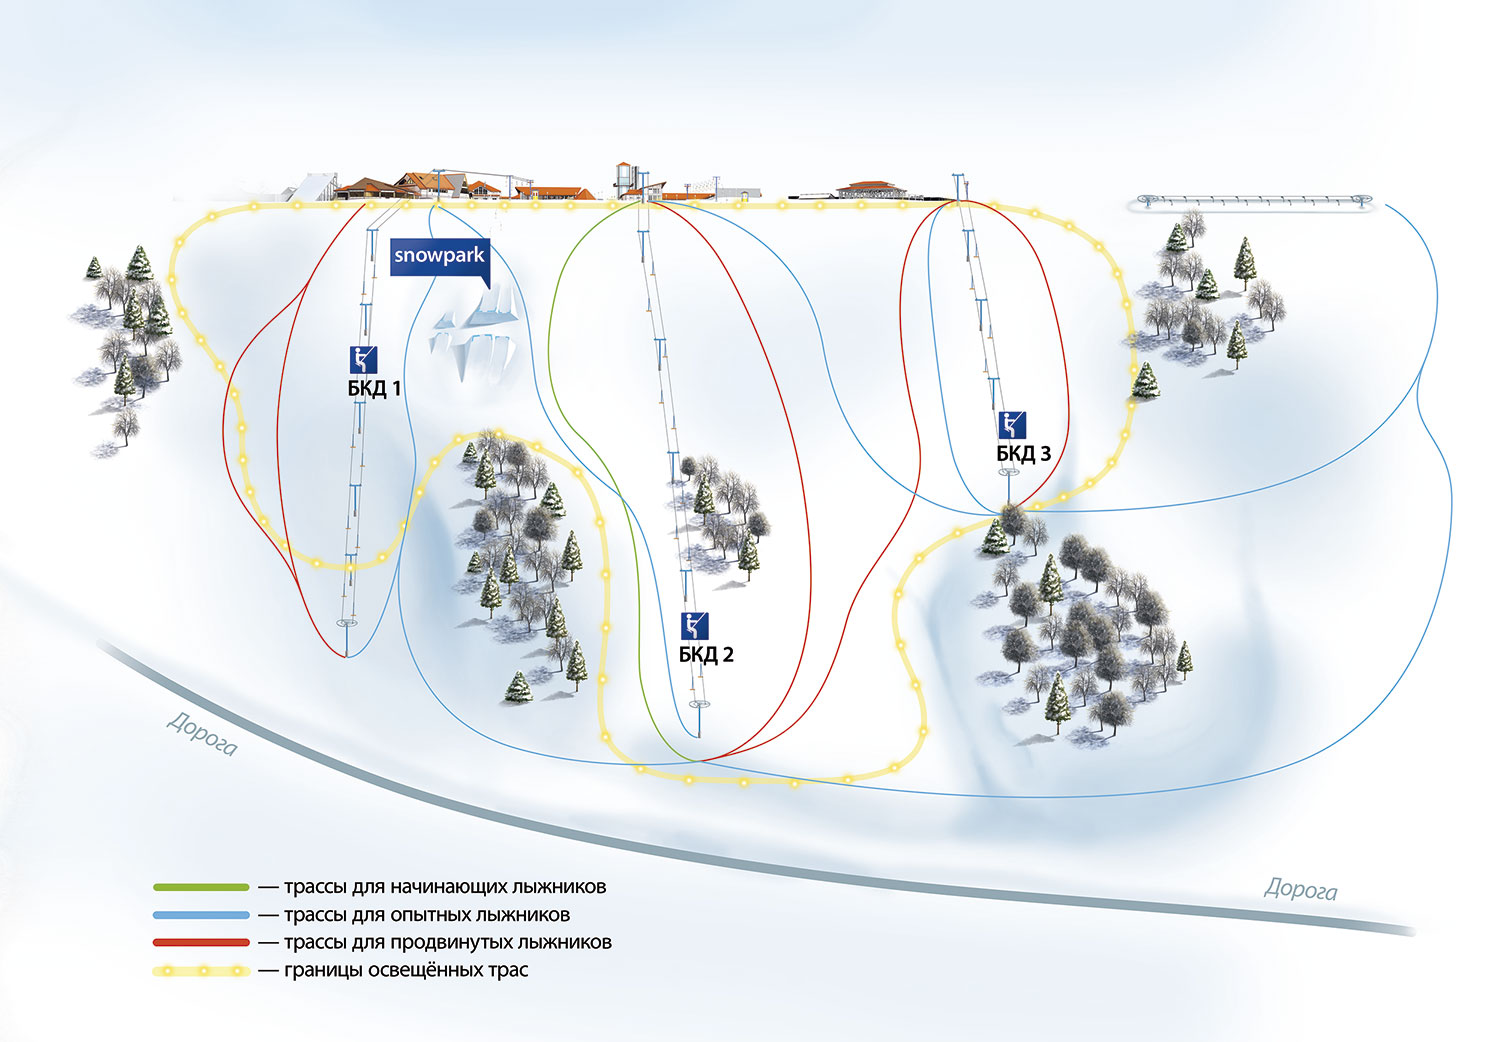 snowpark
БКД 1
БКД 3
БКД 2
Дорога
Дорога
— трассы для начинающих лыжников
— трассы для опытных лыжников
— трассы для продвинутых лыжников
— границы освещённых трас